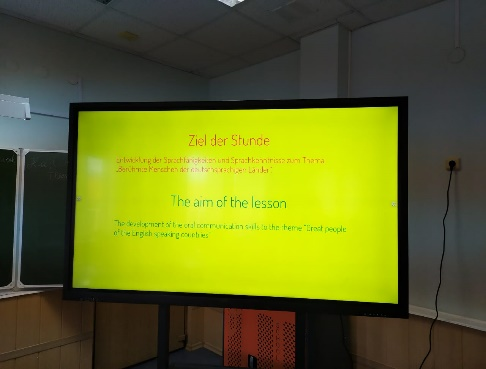 Ziel der Stunde
Entwicklung der Sprachfähigkeiten und Sprachkenntnisse zum Thema
„Berühmte Menschen der deutschsprachigen Länder“
The aim of the lesson
The development of the oral communication skills to the theme "Great people
of the English speaking countries